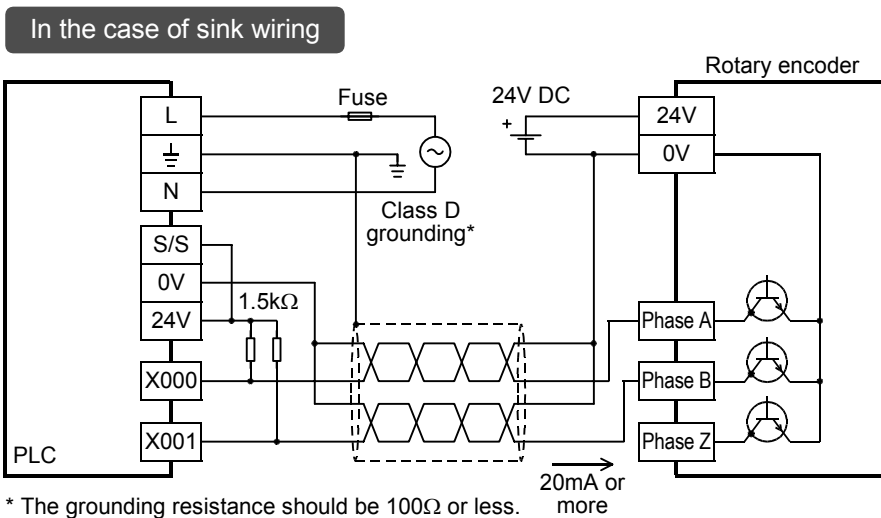 In the case of sink wiring
Rotary encoder
Fuse
24V DC
+
L
24V
0V
N
Class D
grounding*
S/S
0V
1.5kΩ
24V
Phase A
X000
Phase B
X001
Phase Z
PLC
20mA or
more
* The grounding resistance should be 100Ω or less.